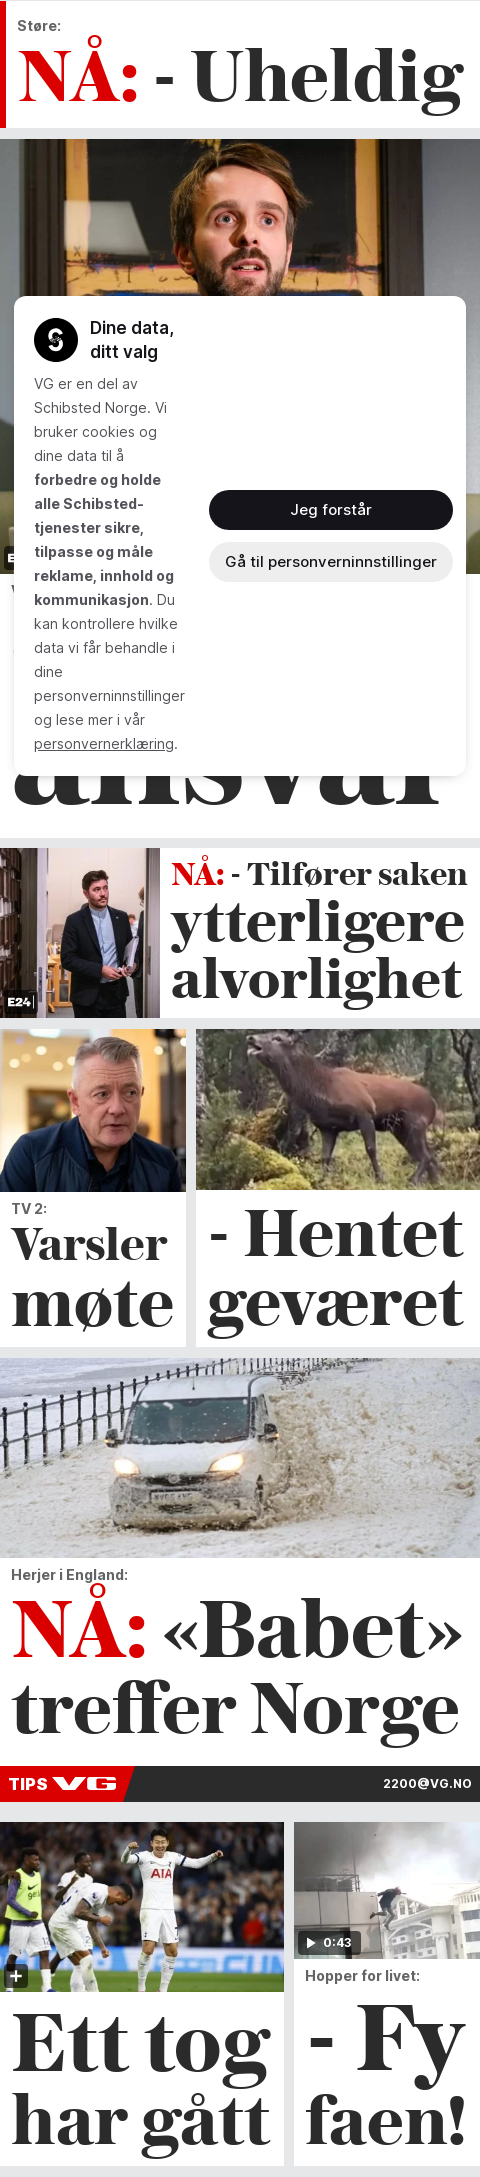 Støre:
NÅ: - Uheldig
Dine data,
ditt valg
VG er en del av
Schibsted Norge. Vi
bruker cookies og
dine data til å
forbedre og holde
alle Schibsted-
tjenester sikre,
tilpasse og måle
reklame, innhold og
kommunikasjon. Du
kan kontrollere hvilke
data vi får behandle i
dine
personverninnstillinger
og lese mer i vår
personvernerklæring.
Jeg forstår
Gå til personverninnstillinger
ansvar
NÅ: - Tilfører saken
ytterligere
alvorlighet
E24
TV 2:
Varsler
møte
- Hentet
geværet
Herjer i England:
NÅ: «Babet»
treffer Norge
TIPS VG
2200@VG.NO
AIA
Ett tog
har gått
0:43
Hopper for livet:
- Fy
faen!